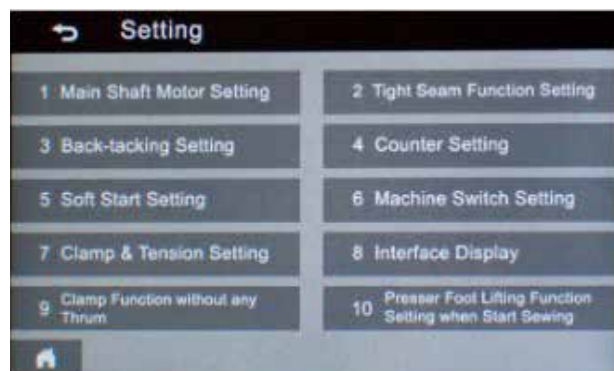 Setting
1 Main Shaft Motor Setting
2 Tight Seam Function Setting
3 Back-tacking Setting
4 Counter Setting
5 Soft Start Setting
6 Machine Switch Setting
7 Clamp & Tension Setting
8 Interface Display
9 Clamp Function without any
Thrum
10 Presser Foot Lifting Function
Setting when Start Sewing